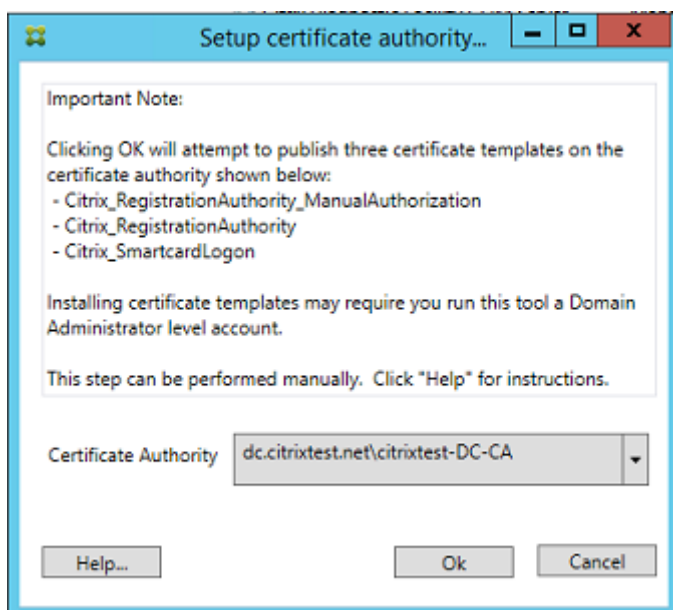 Setup certificate authority...
Important Note:
Clicking OK will attempt to publish three certificate templates on the
certificate authority shown below:
- Citrix_RegistrationAuthority_ManualAuthorization
- Citrix_RegistrationAuthority
- Citrix_SmartcardLogon
Installing certificate templates may require you run this tool a Domain
Administrator level account.
This step can be performed manually. Click "Help" for instructions.
Certificate Authority
dc.citrixtest.net\citrixtest-DC-CA
Help...
Ok
Cancel